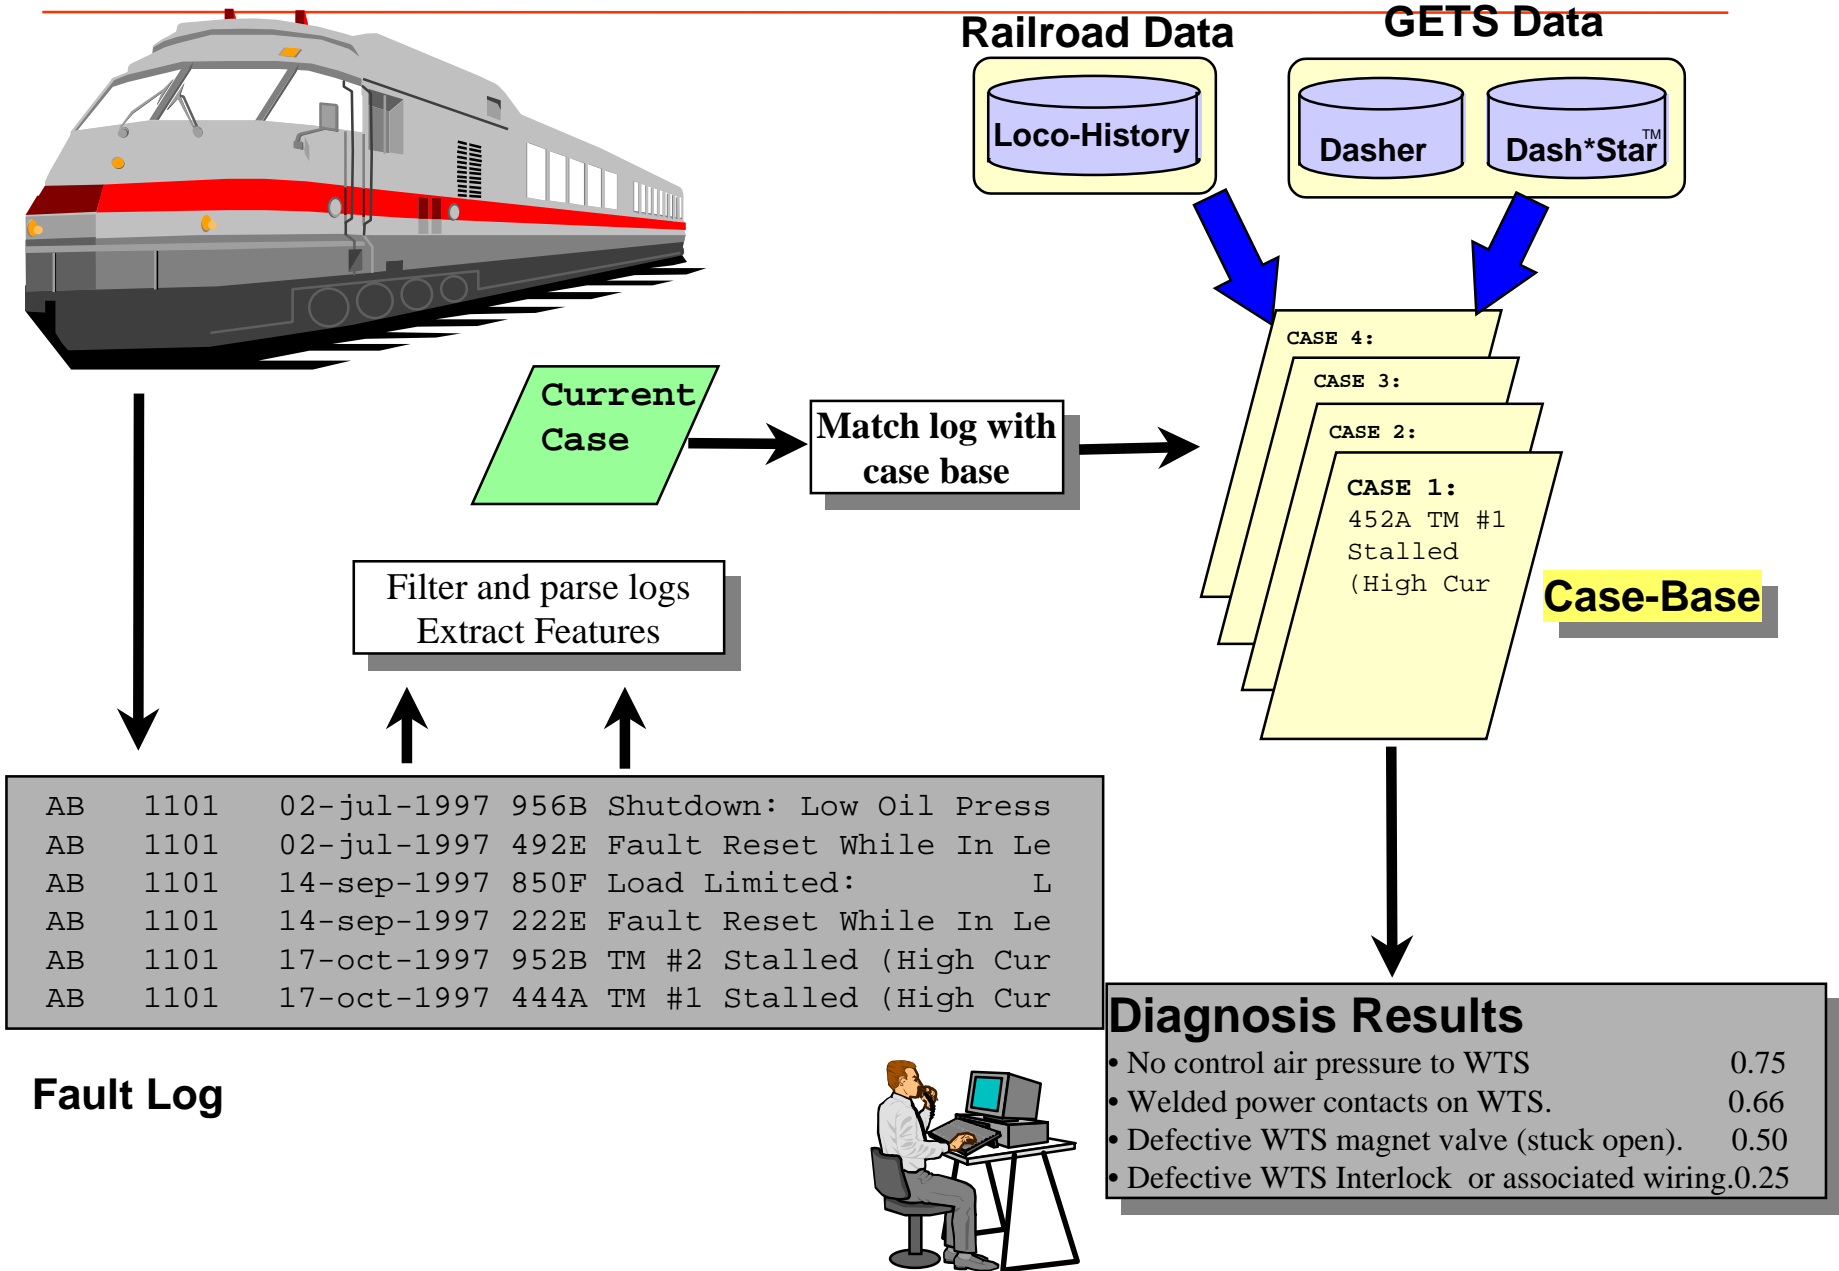 Railroad Data
GETS Data
Loco-History
Dasher
Dash*Star™
CASE 4:
CASE 3:
CASE 2:
CASE 1:
452A TM #1
Stalled
(High Cur
Case-Base
Current
Case
Match log with
case base
Filter and parse logs
Extract Features
AB 1101 02-jul-1997 956B Shutdown: Low Oil Press
AB 1101 02-jul-1997 492E Fault Reset While In Le
AB 1101 14-sep-1997 850F Load Limited: L
AB 1101 14-sep-1997 222E Fault Reset While In Le
AB 1101 17-oct-1997 952B TM #2 Stalled (High Cur
AB 1101 17-oct-1997 444A TM #1 Stalled (High Cur
Fault Log
Diagnosis Results
• No control air pressure to WTS 0.75
• Welded power contacts on WTS. 0.66
• Defective WTS magnet valve (stuck open). 0.50
• Defective WTS Interlock or associated wiring.0.25